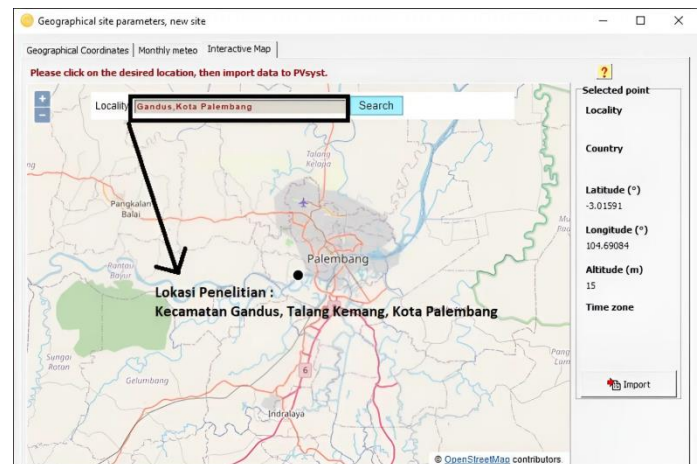 Geographical site parameters, new site
Geographical Coordinates
Monthly meteo
Interactive Map
Please click on the desired location, then import data to PVsyst.
?
Locality
Gandus,Kota Palembang
Search
+
-
Talang
Kelapa
Pangkalan
Balai
Palembang
Rantau
Bayur
Lokasi Penelitian :
Kecamatan Gandus, Talang Kemang, Kota Palembang
Sungai
Rotan
Gelumbang
6
Indralaya
© OpenStreetMap contributors.
Selected point
Locality
Country
Latitude (°)
-3.01591
Longitude (°)
104.69084
Altitude (m)
15
Time zone
Import